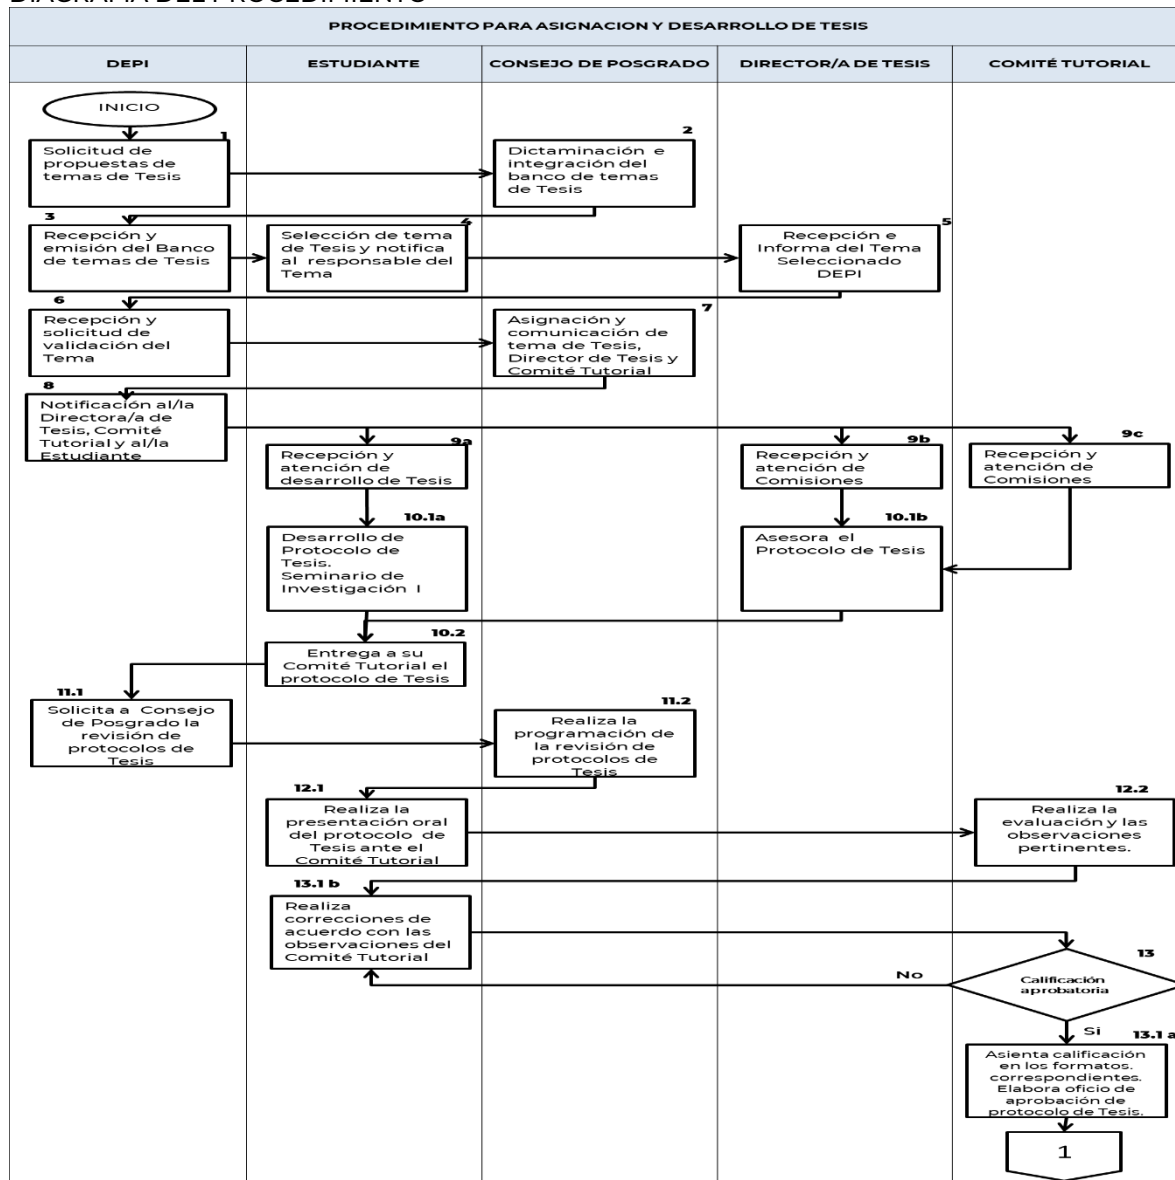 DIAGRAMA DEL PROCEDIMIENTO
PROCEDIMIENTO PARA ASIGNACION Y DESARROLLO DE TESIS
DEPI
ESTUDIANTE
CONSEJO DE POSGRADO
DIRECTOR/A DE TESIS
COMITÉ TUTORIAL
INICIO
1
Solicitud de
propuestas de
temas de Tesis
2
Dictaminación e
integración del
banco de temas
de Tesis
3
Recepción y
emisión del Banco
de temas de Tesis
4
Selección de tema
de Tesis y notifica
al responsable del
Tema
5
Recepción e
Informa del Tema
Seleccionado
DEPI
6
Recepción y
solicitud de
validación del
Tema
7
Asignación y
comunicación de
tema de Tesis,
Director de Tesis y
Comité Tutorial
8
Notificación al/la
Directora/a de
Tesis, Comité
Tutorial y al/la
Estudiante
9a
Recepción y
atención de
desarrollo de Tesis
9b
Recepción y
atención de
Comisiones
9c
Recepción y
atención de
Comisiones
10.1a
Desarrollo de
Protocolo de
Tesis.
Seminario de
Investigación I
10.1b
Asesora el
Protocolo de Tesis
10.2
Entrega a su
Comité Tutorial el
protocolo de Tesis
11.1
Solicita a Consejo
de Posgrado la
revisión de
protocolos de
Tesis
11.2
Realiza la
programación de
la revisión de
protocolos de
Tesis
12.1
Realiza la
presentación oral
del protocolo de
Tesis ante el
Comité Tutorial
12.2
Realiza la
evaluación y las
observaciones
pertinentes.
13.1 b
Realiza
correcciones de
acuerdo con las
observaciones del
Comité Tutorial
13
Calificación
aprobatoria
No
Si
13.1 a
Asienta calificación
en los formatos.
correspondientes.
Elabora oficio de
aprobación de
protocolo de Tesis.
1